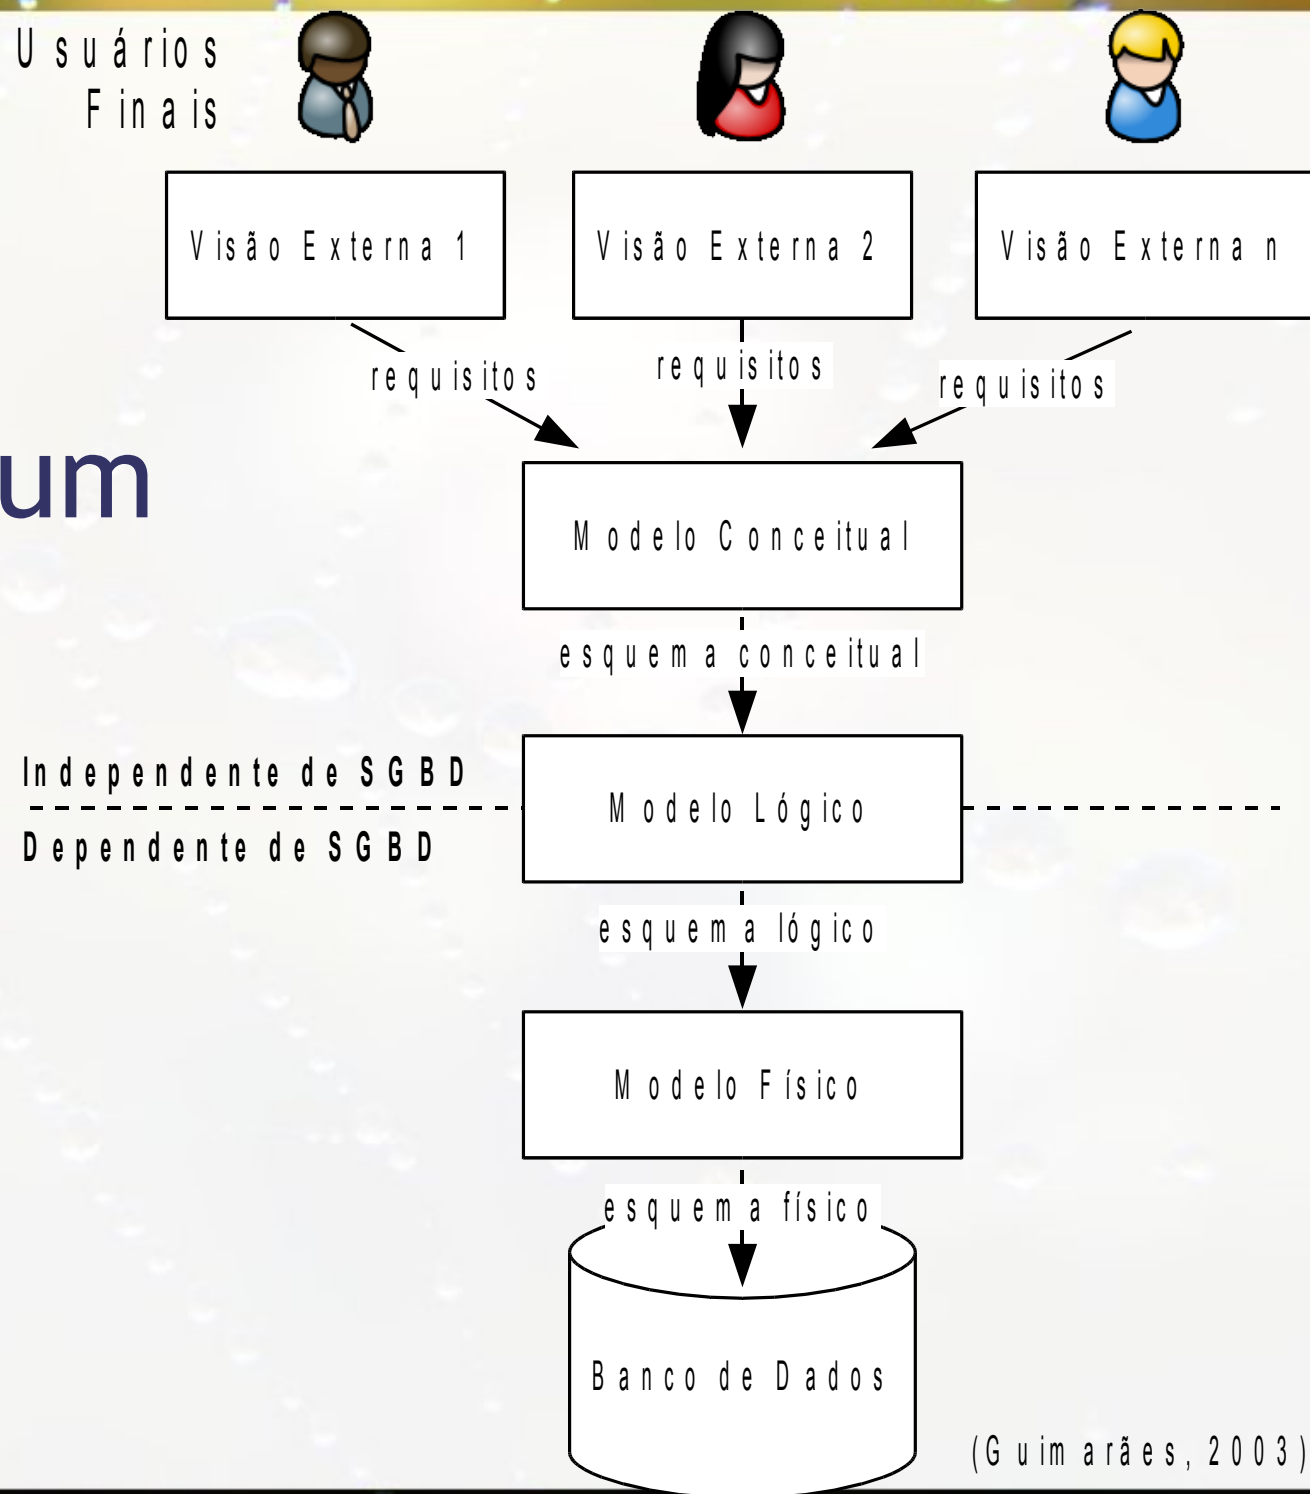 Usuários
Finais
Visão Externa 1
Visão Externa 2
Visão Externa n
requisitos
requisitos
requisitos
um
Modelo Conceitual
esquema conceitual
Independente de SGBD
Modelo Lógico
Dependente de SGBD
esquema lógico
Modelo Físico
esquema físico
Banco de Dados
(Guimarães, 2003)